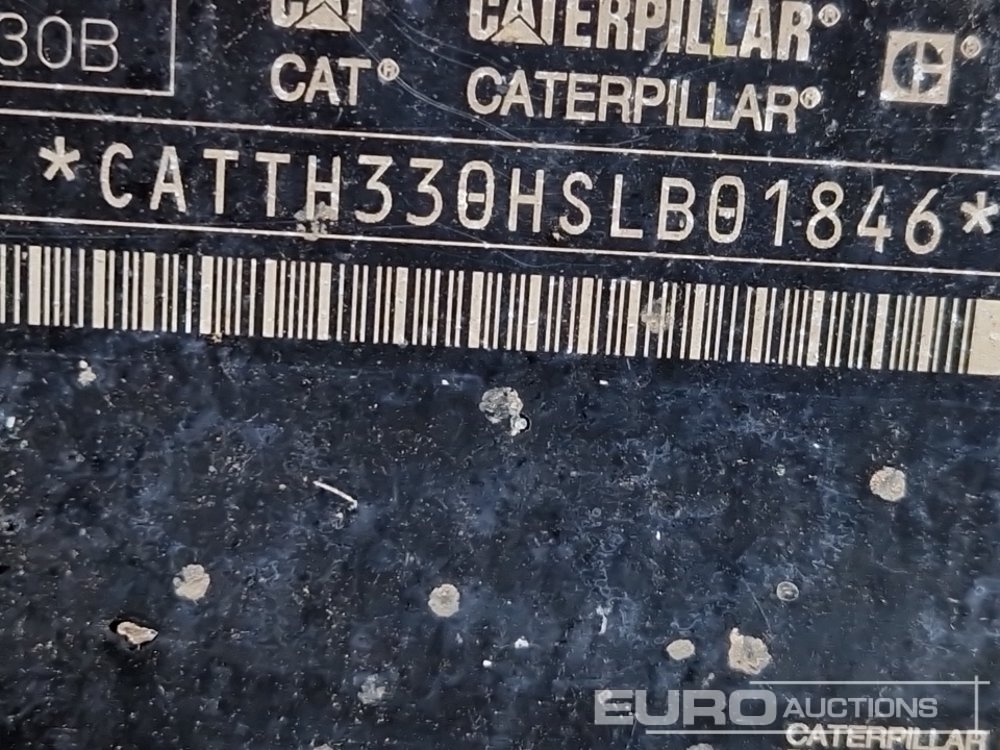 CAT CATERPILLAR®
30B CAT® CATERPILLAR® ®
*CATTH330HSLB01846*
EURO AUCTIONS
CATERPILLAR